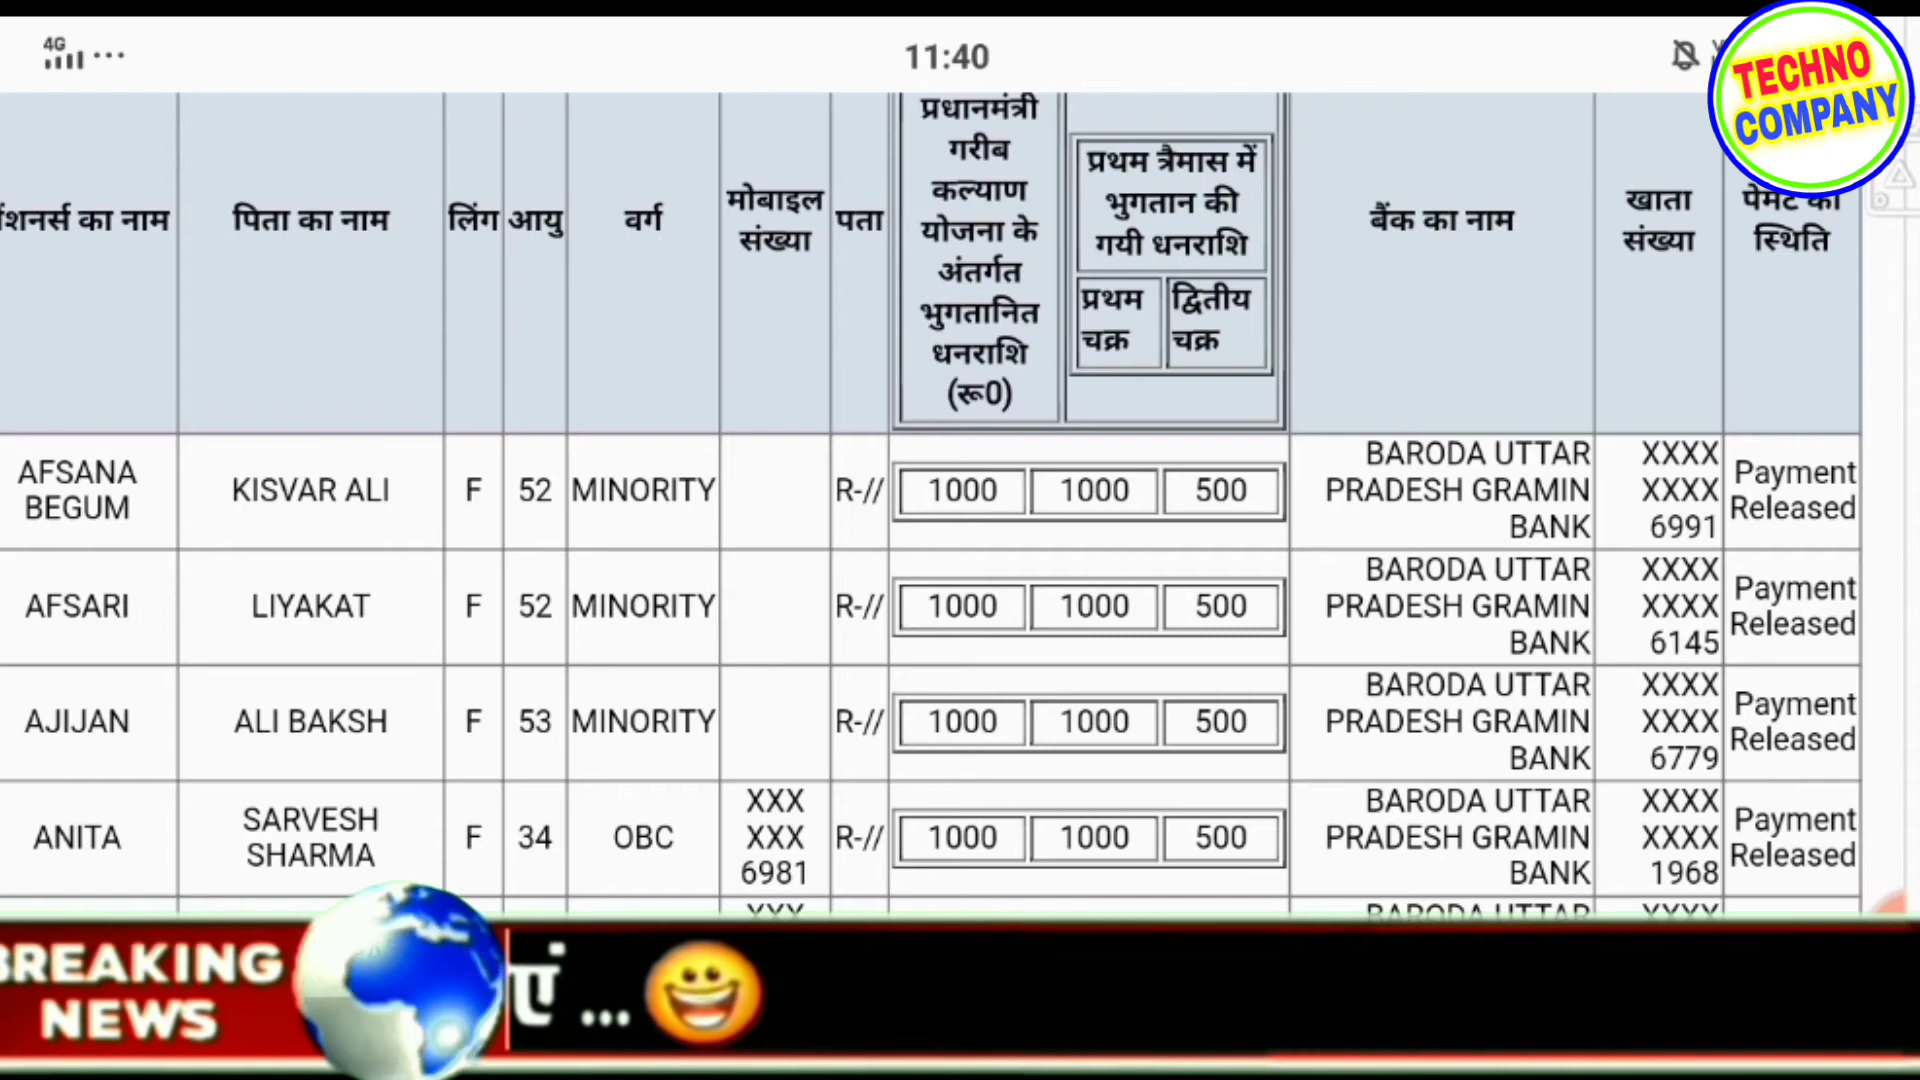 4G
11:40
TECHNO
COMPANY
शनर्स का नाम
पिता का नाम
लिंग
आयु
वर्ग
मोबाइल
संख्या
पता
प्रधानमंत्री
गरीब
कल्याण
योजना के
अंतर्गत
भुगतानित
धनराशि
(रू0)
प्रथम त्रैमास में
भुगतान की
गयी धनराशि
प्रथम
चक्र
द्वितीय
चक्र
बैंक का नाम
खाता
संख्या
पेमेंट की
स्थिति
AFSANA
BEGUM
KISVAR ALI
F
52
MINORITY
R-//
1000
1000
500
BARODA UTTAR
PRADESH GRAMIN
BANK
XXXX
XXXX
6991
Payment
Released
AFSARI
LIYAKAT
F
52
MINORITY
R-//
1000
1000
500
BARODA UTTAR
PRADESH GRAMIN
BANK
XXXX
XXXX
6145
Payment
Released
AJIJAN
ALI BAKSH
F
53
MINORITY
R-//
1000
1000
500
BARODA UTTAR
PRADESH GRAMIN
BANK
XXXX
XXXX
6779
Payment
Released
ANITA
SARVESH
SHARMA
F
34
OBC
XXX
XXX
6981
R-//
1000
1000
500
BARODA UTTAR
PRADESH GRAMIN
BANK
XXXX
XXXX
1968
Payment
Released
XXX
BARODA UTTAR
XXXX
BREAKING
NEWS
एं ...